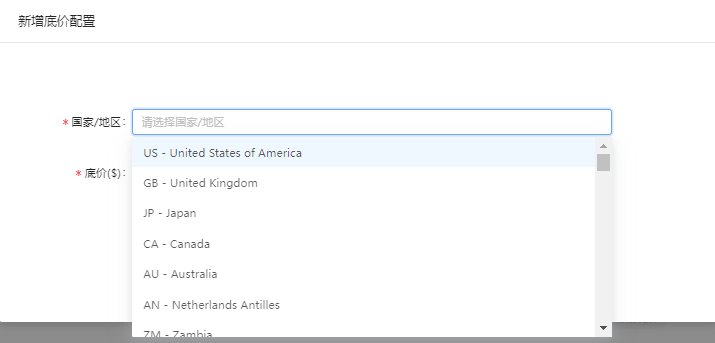 新增底价配置
* 国家/地区: 请选择国家/地区
US - United States of America
* 底价($):
GB - United Kingdom
JP - Japan
CA - Canada
AU - Australia
AN - Netherlands Antilles
ZM - Zambia